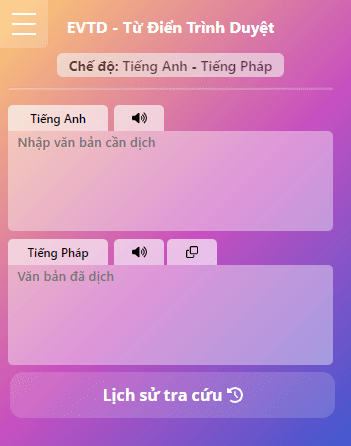 EVTD - Từ Điển Trình Duyệt
Chế độ: Tiếng Anh - Tiếng Pháp
Tiếng Anh
Nhập văn bản cần dịch
Tiếng Pháp
Văn bản đã dịch
Lịch sử tra cứu